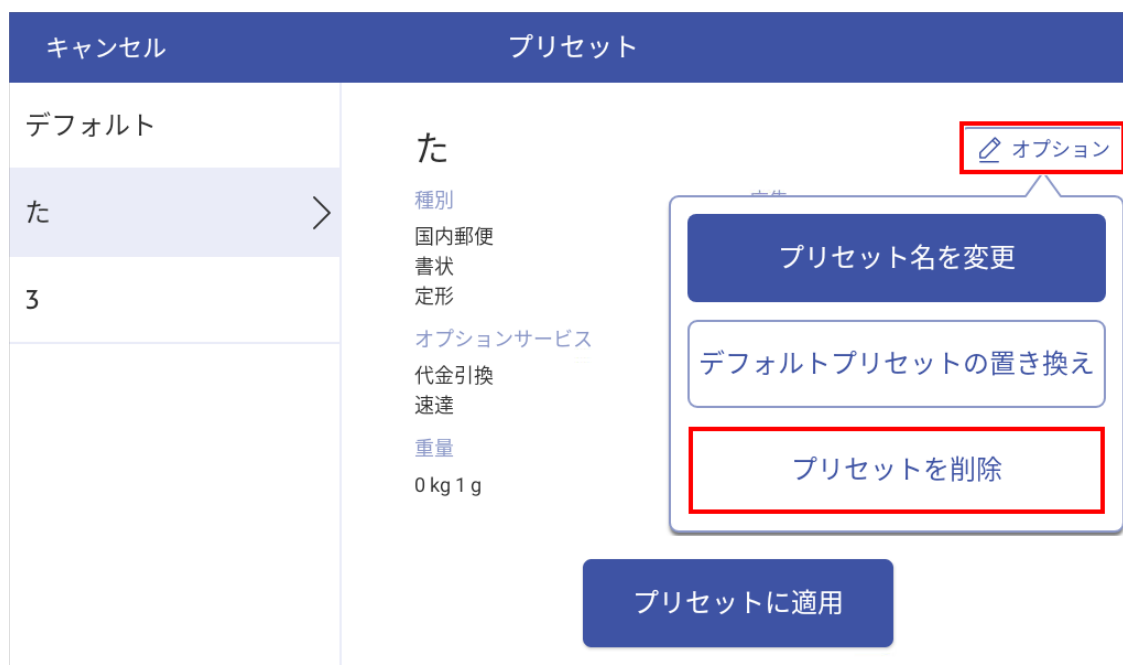 キャンセル
プリセット
デフォルト
た
3
た
オプション
種別
国内郵便
書状
定形
オプションサービス
代金引換
速達
重量
0 kg 1 g
プリセット名を変更
デフォルトプリセットの置き換え
プリセットを削除
プリセットに適用